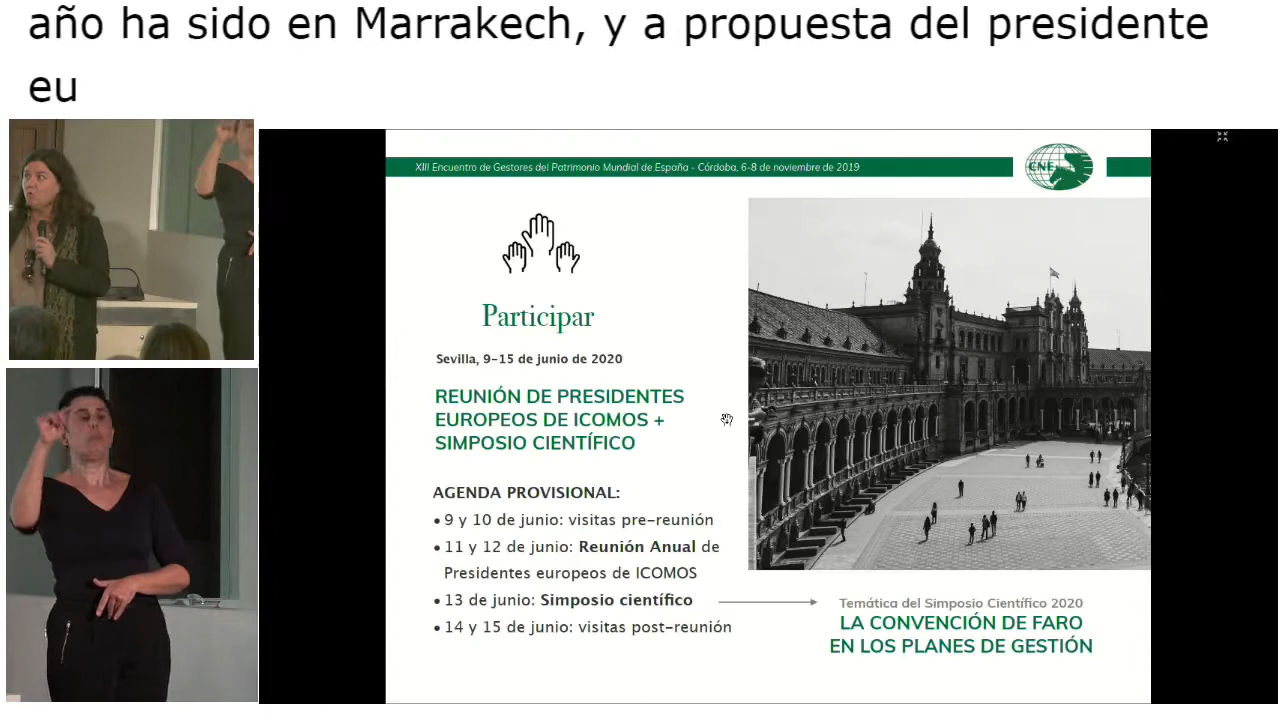 año ha sido en Marrakech, y a propuesta del presidente
eu
XIII Encuentro de Gestores del Patrimonio Mundial de España - Córdoba, 6-8 de noviembre de 2019
CNE
Participar
Sevilla, 9-15 de junio de 2020
REUNIÓN DE PRESIDENTES
EUROPEOS DE ICOMOS +
SIMPOSIO CIENTÍFICO
AGENDA PROVISIONAL:
• 9 y 10 de junio: visitas pre-reunión
• 11 y 12 de junio: Reunión Anual de
Presidentes europeos de ICOMOS
• 13 de junio: Simposio científico
• 14 y 15 de junio: visitas post-reunión
Temática del Simposio Científico 2020
LA CONVENCIÓN DE FARO
EN LOS PLANES DE GESTIÓN